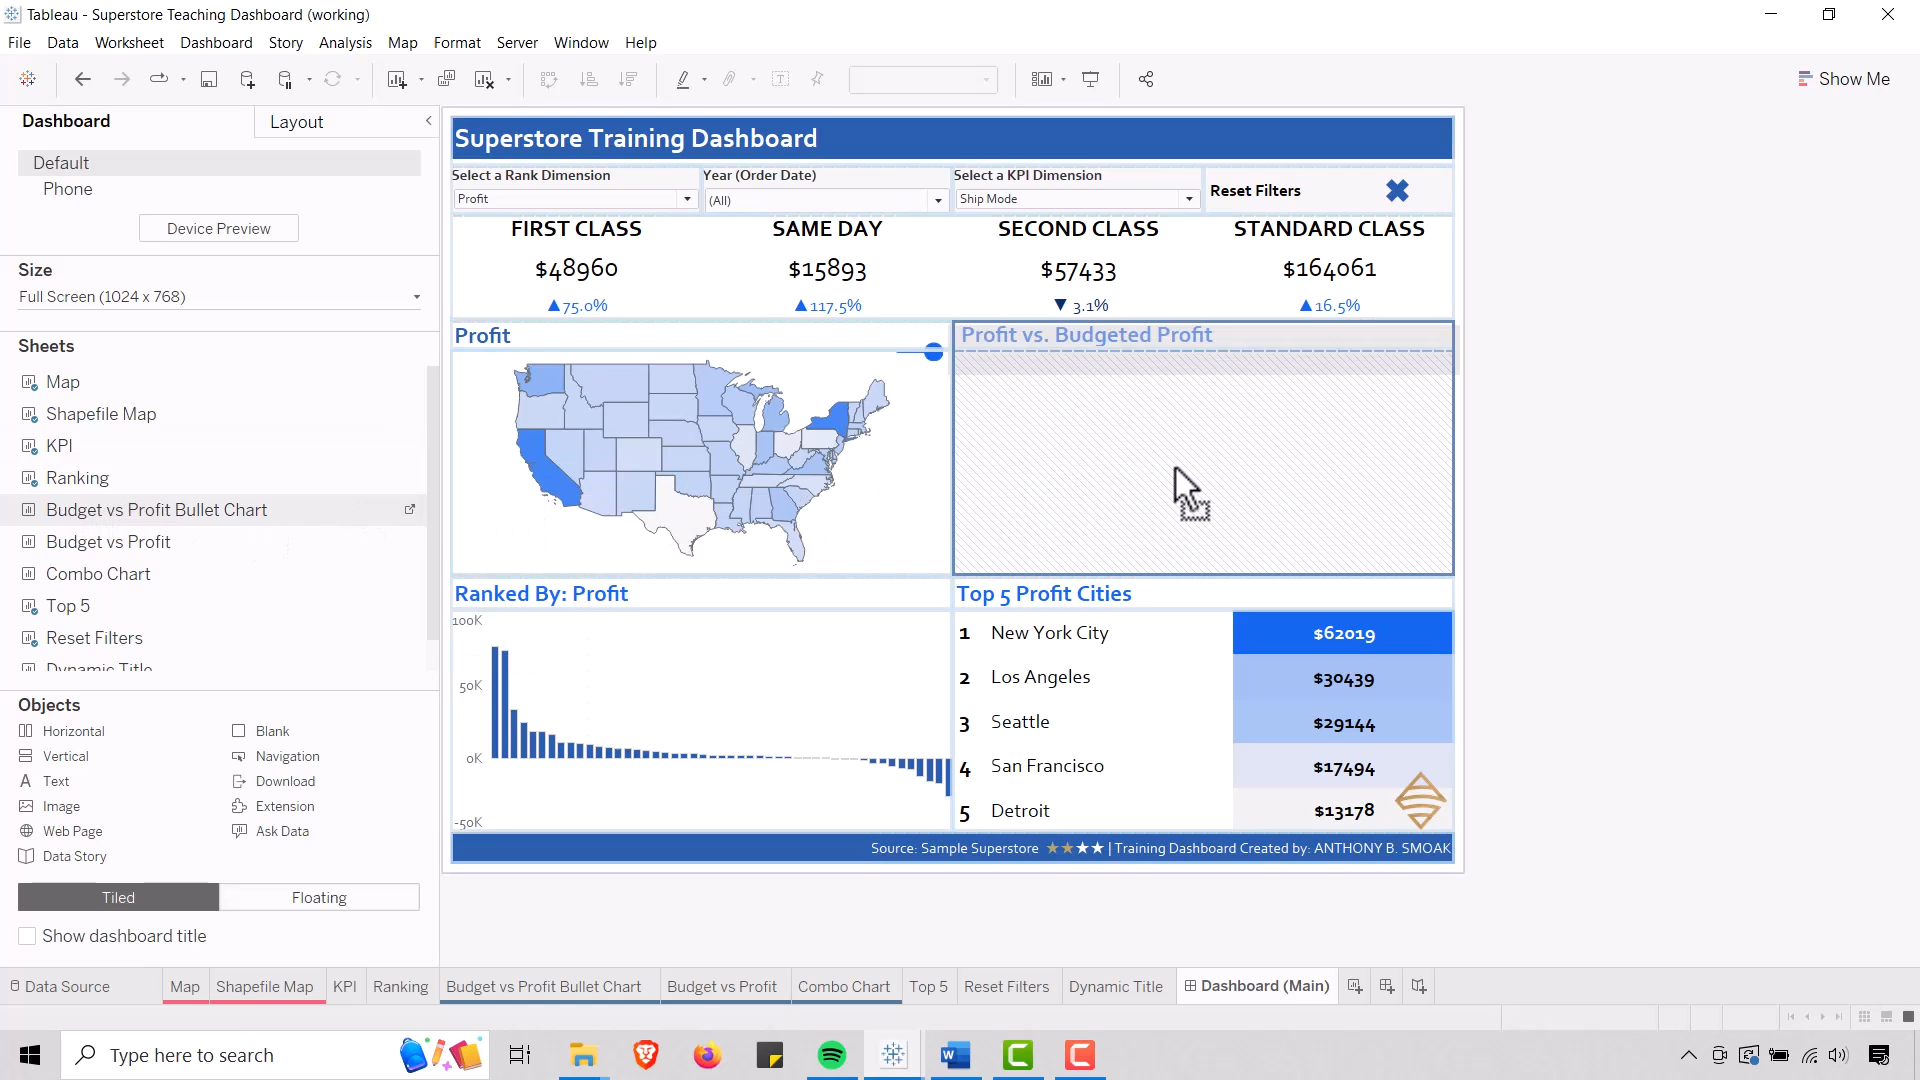 Tableau - Superstore Teaching Dashboard (working)
File Data Worksheet Dashboard Story Analysis Map Format Server Window Help
Show Me
Dashboard Layout
Default
Phone
Device Preview
Size
Full Screen (1024 x 768)
Sheets
Map
Shapefile Map
KPI
Ranking
Budget vs Profit Bullet Chart
Budget vs Profit
Combo Chart
Top 5
Reset Filters
Dynamic Title
Objects
Horizontal Blank
Vertical Navigation
A Text Download
Image Extension
Web Page Ask Data
Data Story
Tiled Floating
Show dashboard title
Superstore Training Dashboard
Select a Rank Dimension Year (Order Date) Select a KPI Dimension
Profit (All) Ship Mode
Reset Filters
FIRST CLASS SAME DAY SECOND CLASS STANDARD CLASS
$48960 $15893 $57433 $164061
▲75.0% ▲117.5% ▼ 3.1% ▲16.5%
Profit Profit vs. Budgeted Profit
Ranked By: Profit Top 5 Profit Cities
100K
50K
0K
-50K
1 New York City $62019
2 Los Angeles $30439
3 Seattle $29144
4 San Francisco $17494
5 Detroit $13178
Source: Sample Superstore ★★★★ | Training Dashboard Created by: ANTHONY B. SMOAK
Data Source Map Shapefile Map KPI Ranking Budget vs Profit Bullet Chart Budget vs Profit Combo Chart Top 5 Reset Filters Dynamic Title Dashboard (Main)
Type here to search